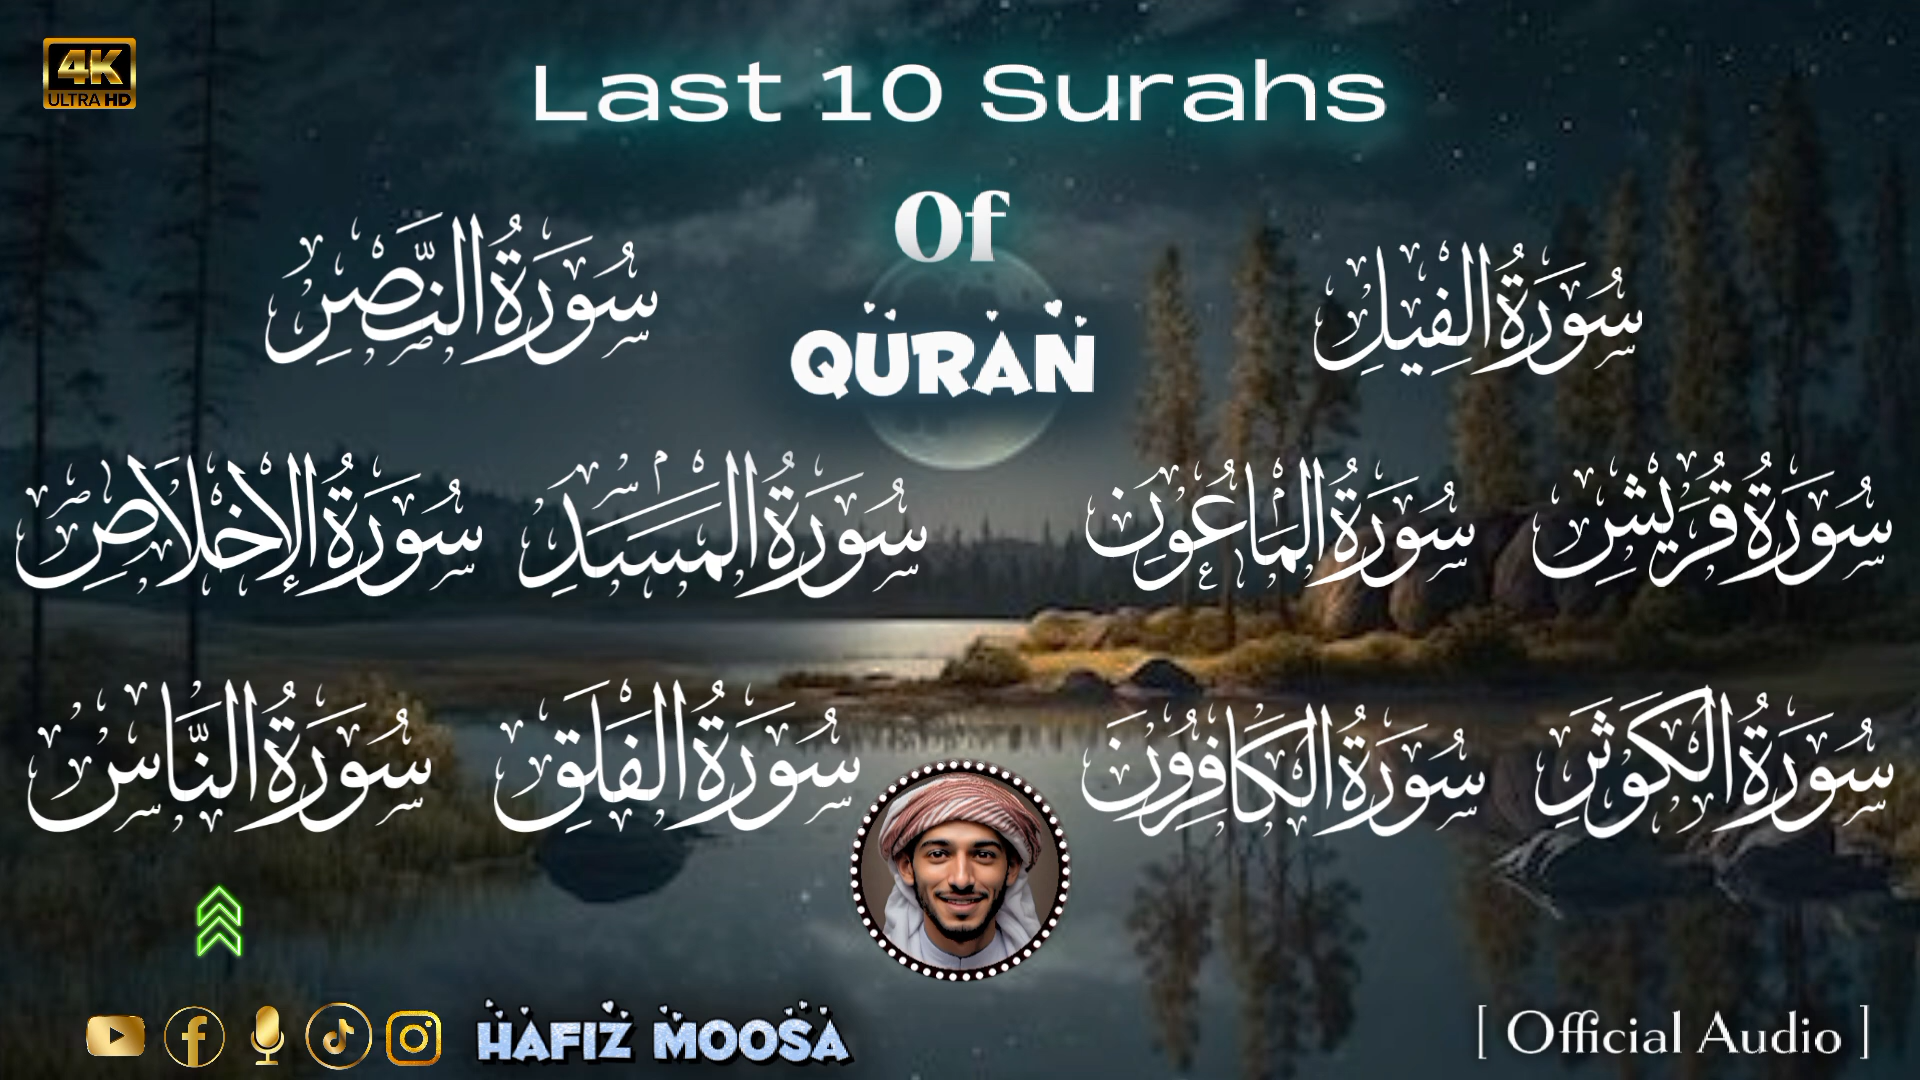 4K
ULTRA HD
Last 10 Surahs
Of
QURAN
سُورَةُ الفِيلِ
سُورَةُ النَّصْرِ
سُورَةُ قُرَيْشٍ
سُورَةُ المَاعُونِ
سُورَةُ المَسَدِ
سُورَةُ الإِخْلَاصِ
سُورَةُ الكَوْثَرِ
سُورَةُ الكَافِرُونَ
سُورَةُ الفَلَقِ
سُورَةُ النَّاسِ
HAFIZ MOOSA
[ Official Audio ]